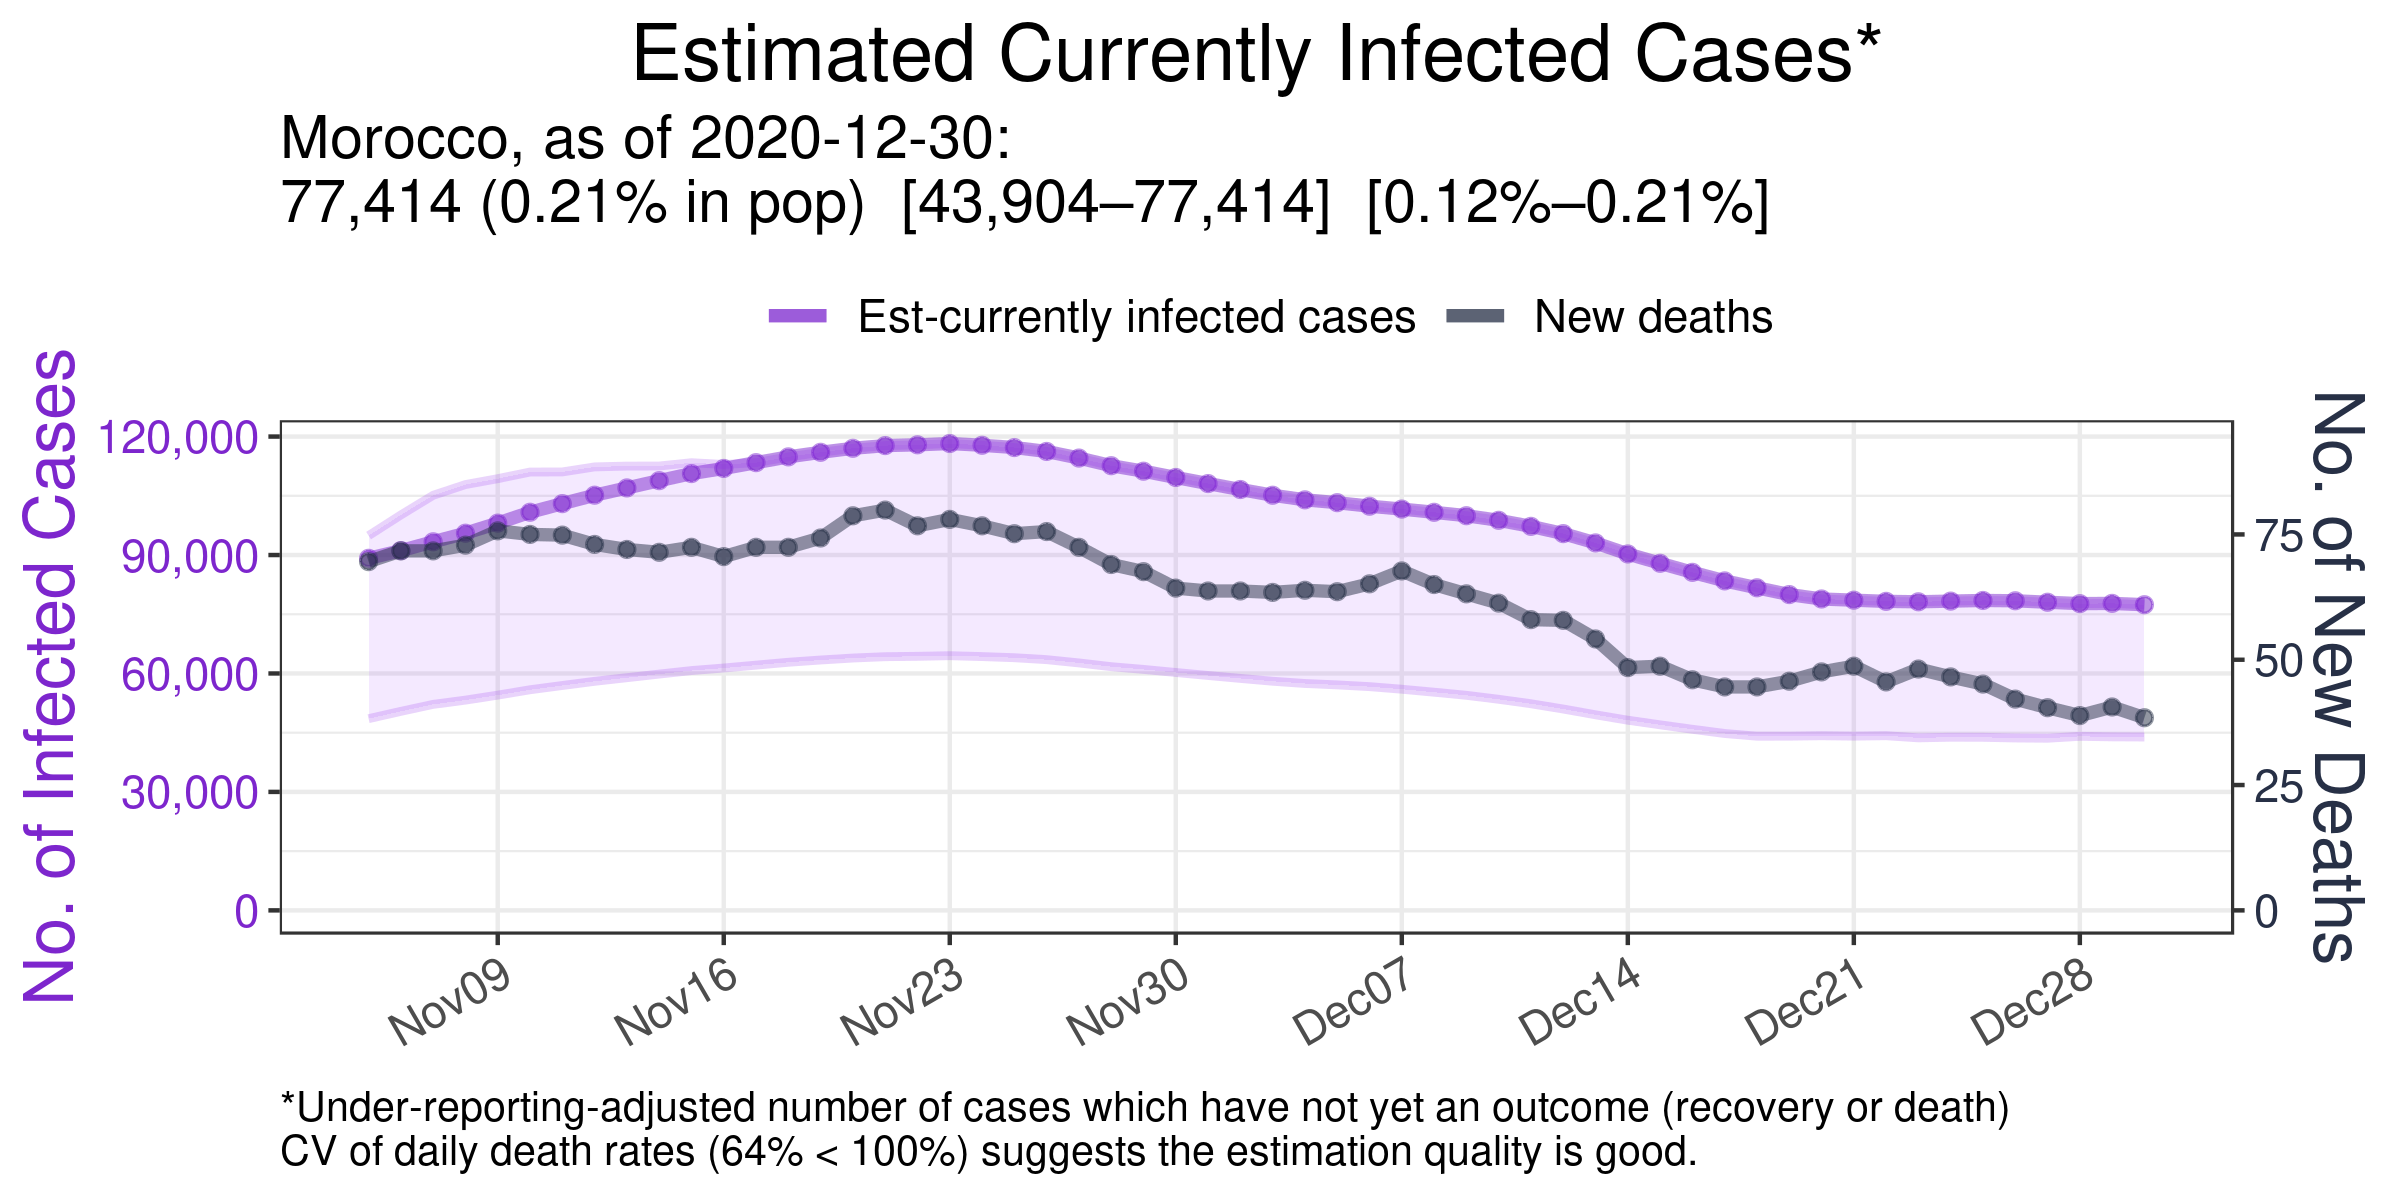 Estimated Currently Infected Cases*
Morocco, as of 2020-12-30:
77,414 (0.21% in pop)  [43,904–77,414]  [0.12%–0.21%]
Est-currently infected cases
New deaths
No. of Infected Cases
120,000
90,000
60,000
30,000
0
75
50
25
0
No. of New Deaths
Nov09
Nov16
Nov23
Nov30
Dec07
Dec14
Dec21
Dec28
*Under-reporting-adjusted number of cases which have not yet an outcome (recovery or death)
CV of daily death rates (64% < 100%) suggests the estimation quality is good.